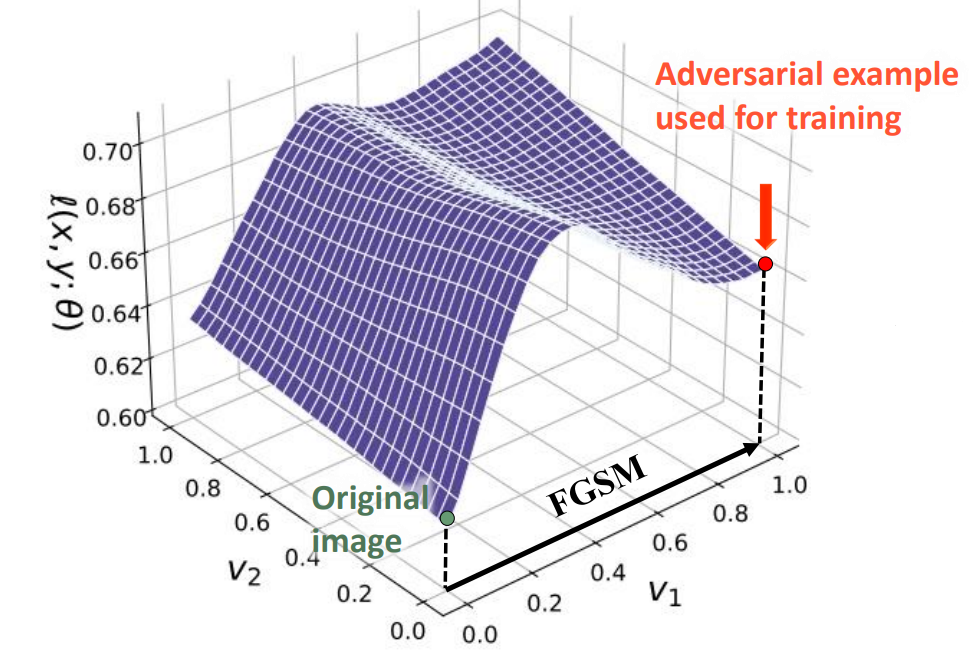 Adversarial example
used for training
0.70
0.68
0.66
0.64
0.62
0.60
ℓ(x, y; θ)
1.0
0.8
0.6
0.4
0.2
0.0
v₂
Original
image
FGSM
0.0
0.2
0.4
0.6
0.8
1.0
v₁